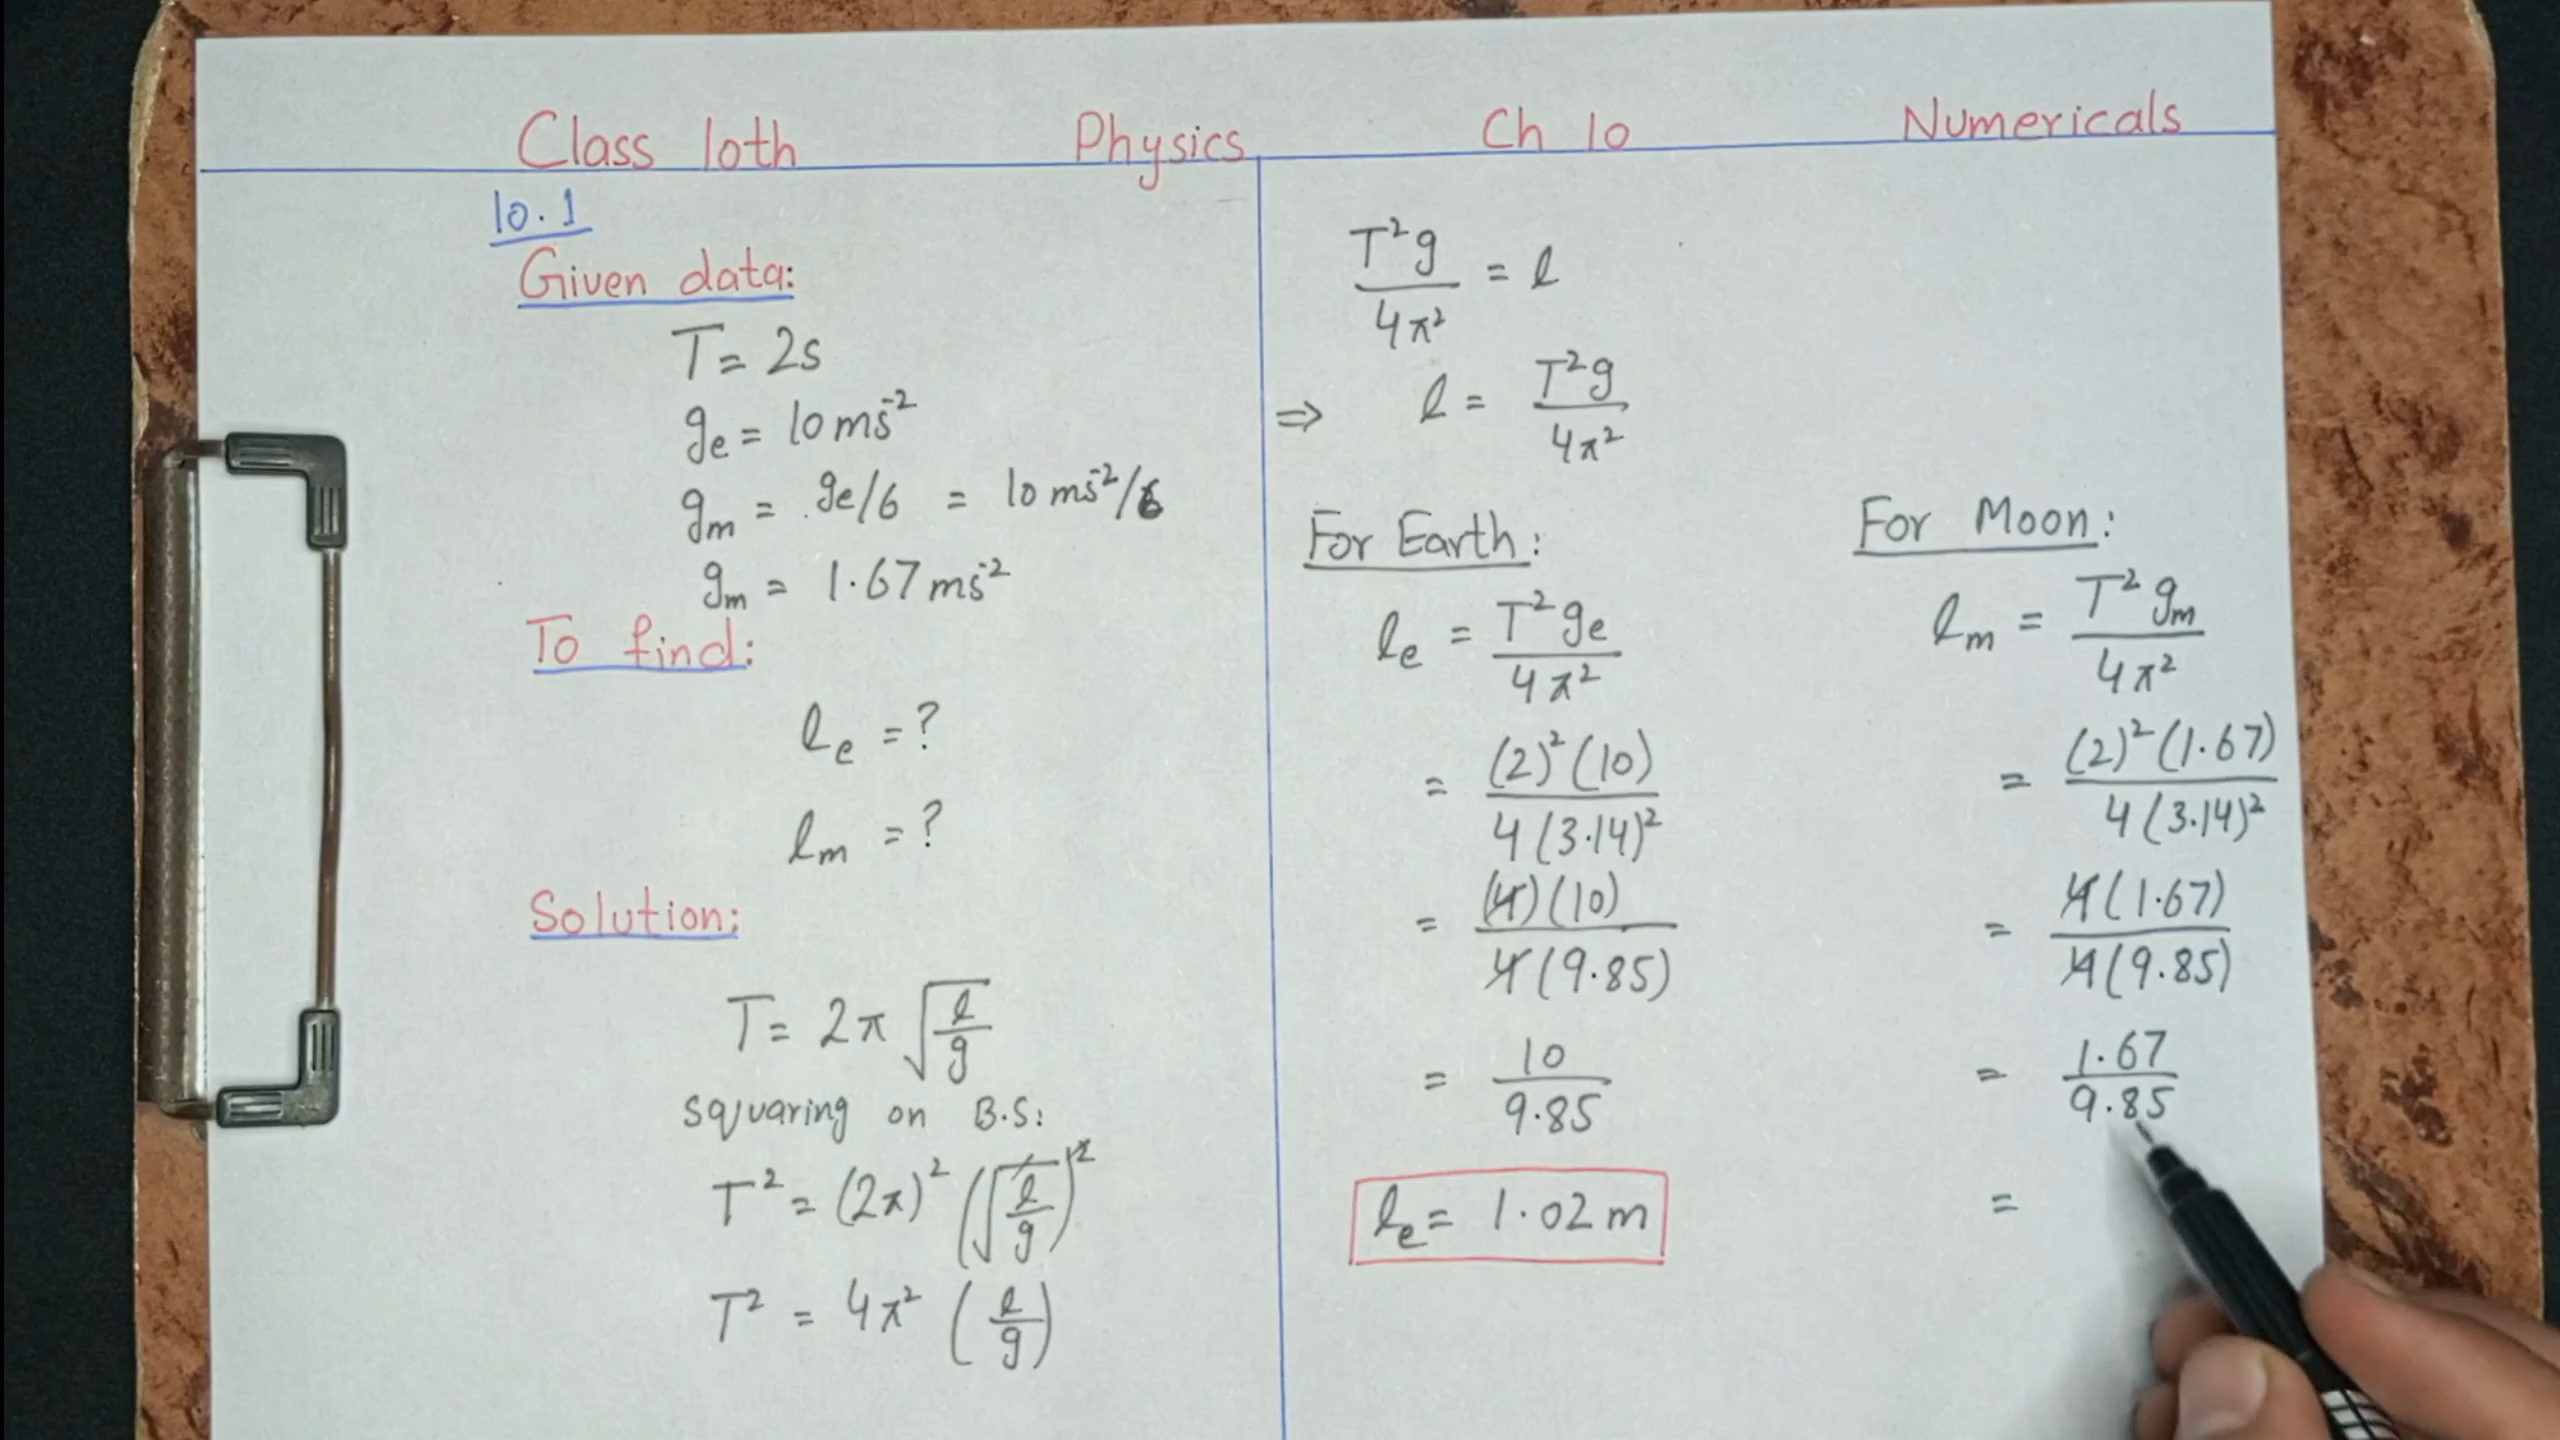 Class 10th Physics Ch 10 Numericals
10.1
Given data:
T = 2s
ge = 10 ms⁻²
gm = ge/6 = 10 ms⁻²/6
gm = 1.67 ms⁻²
To find:
le = ?
lm = ?
Solution:
T = 2π √(l/g)
squaring on B.S:
T² = (2π)² (√(l/g))²
T² = 4π² (l/g)
T²g/4π² = l
⇒ l = T²g/4π²
For Earth:
le = T²ge/4π²
= (2)²(10)/4(3.14)²
= (4)(10)/4(9.85)
= 10/9.85
le = 1.02 m
For Moon:
lm = T²gm/4π²
= (2)²(1.67)/4(3.14)²
= 4(1.67)/4(9.85)
= 1.67/9.85
=